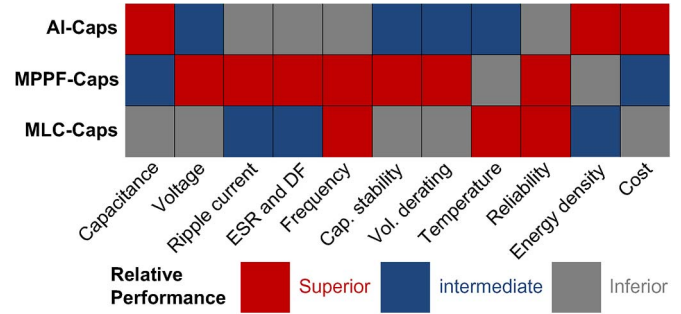 Al-Caps
MPPF-Caps
MLC-Caps
Capacitance
Voltage
Ripple current
ESR and DF
Frequency
Cap. stability
Vol. derating
Temperature
Reliability
Energy density
Cost
Relative
Performance
Superior
intermediate
Inferior